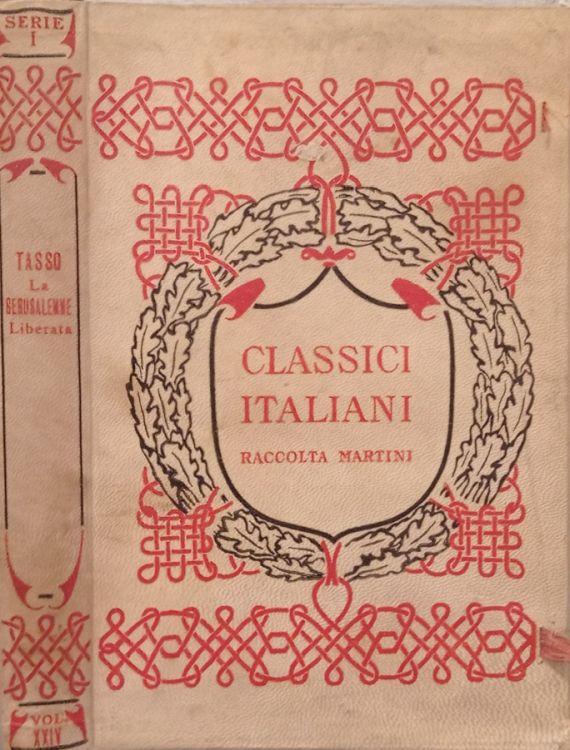 SERIE
I
TASSO
La
GERUSALEMME
Liberata
VOL.
XXIV
CLASSICI
ITALIANI
RACCOLTA MARTINI